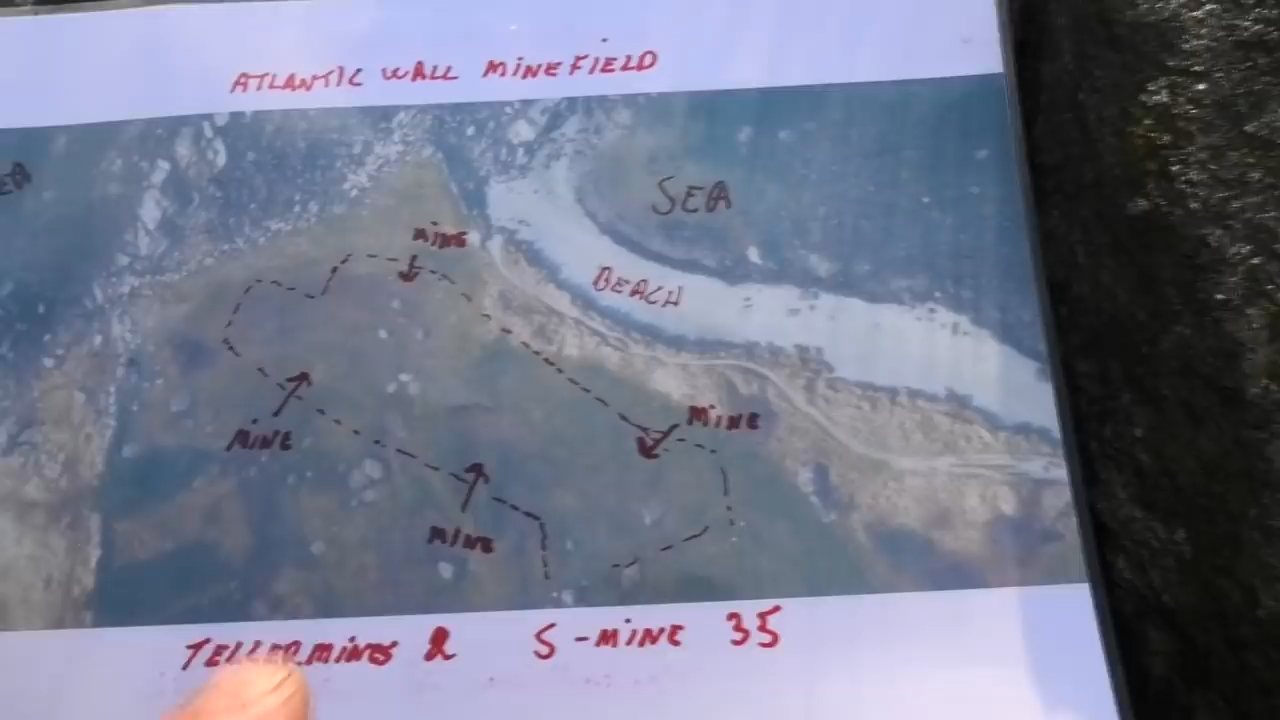 ATLANTIC WALL MINEFIELD
SEA
MINE
BEACH
MINE
MINE
MINE
TELLERMINES & S-MINE 35